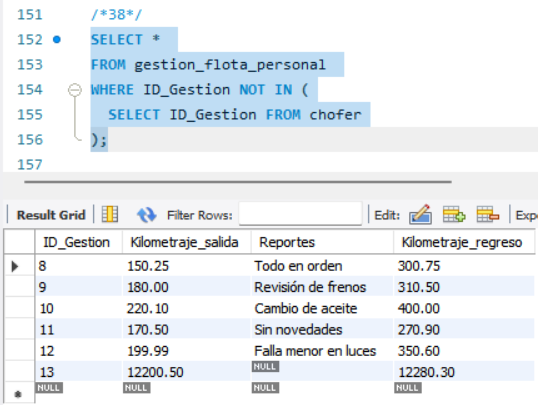 151 /*38*/
152 SELECT *
153 FROM gestion_flota_personal
154 WHERE ID_Gestion NOT IN (
155 SELECT ID_Gestion FROM chofer
156 );
157
Result Grid Filter Rows: Edit: Expo
ID_Gestion Kilometraje_salida Reportes Kilometraje_regreso
8 150.25 Todo en orden 300.75
9 180.00 Revisión de frenos 310.50
10 220.10 Cambio de aceite 400.00
11 170.50 Sin novedades 270.90
12 199.99 Falla menor en luces 350.60
13 12200.50 NULL 12280.30
NULL NULL NULL NULL